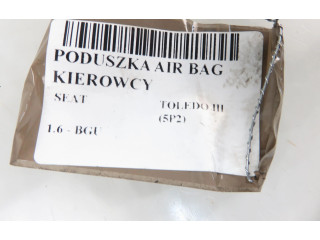 PODUSZKA AIR BAG
KIEROWCY
SEAT TOLEDO III
(5P2)
1.6 - BGU